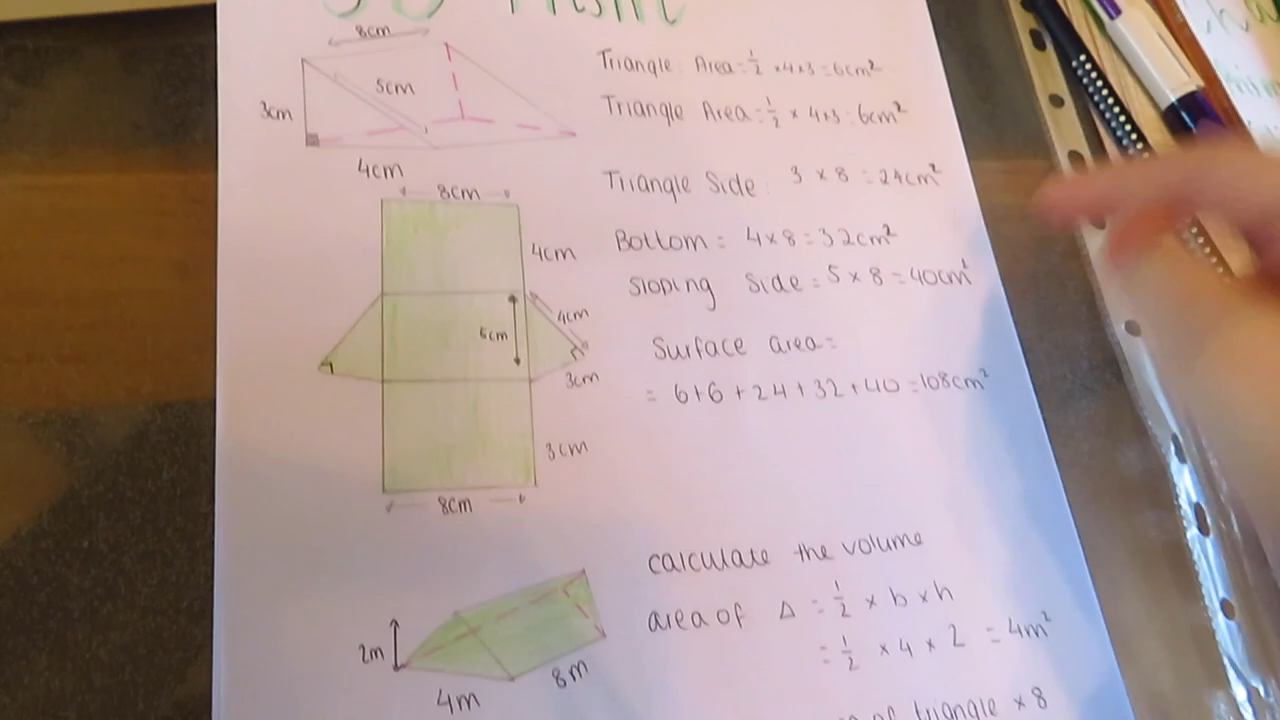 3D Prism
8cm
5cm
3cm
4cm
Triangle: Area = 1/2 × 4×3 = 6cm²
Triangle Area = 1/2 × 4×3 = 6cm²
Triangle Side: 3 × 8 = 24cm²
Bottom = 4×8 = 32cm²
Sloping Side = 5 × 8 = 40cm²
Surface area =
= 6+6 + 24 + 32 + 40 = 108cm²
8cm
4cm
4cm
5cm
3cm
3cm
8cm
calculate the volume
area of Δ = 1/2 × b × h
= 1/2 × 4 × 2 = 4m²
of triangle × 8
2m
4m
8m